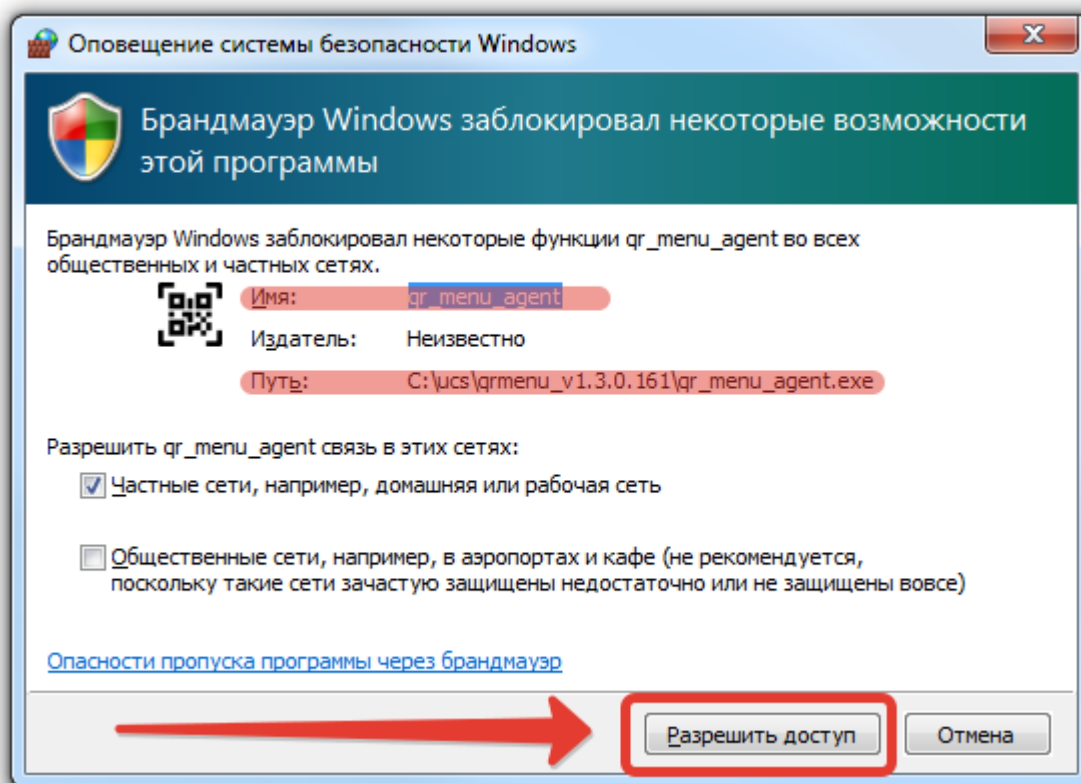 Оповещение системы безопасности Windows
Брандмауэр Windows заблокировал некоторые возможности
этой программы
Брандмауэр Windows заблокировал некоторые функции qr_menu_agent во всех
общественных и частных сетях.
Имя: qr_menu_agent
Издатель: Неизвестно
Путь: C:\ucs\qrmenu_v1.3.0.161\qr_menu_agent.exe
Разрешить qr_menu_agent связь в этих сетях:
Частные сети, например, домашняя или рабочая сеть
Общественные сети, например, в аэропортах и кафе (не рекомендуется,
поскольку такие сети зачастую защищены недостаточно или не защищены вовсе)
Опасности пропуска программы через брандмауэр
Разрешить доступ Отмена